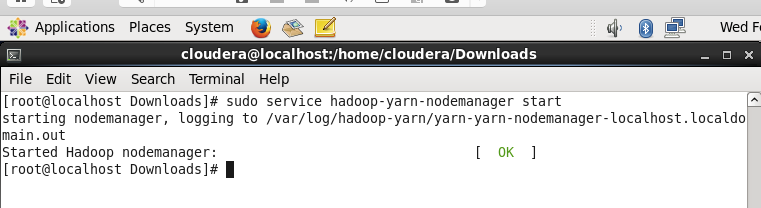 Applications Places System Wed Fe
cloudera@localhost:/home/cloudera/Downloads
File Edit View Search Terminal Help
[root@localhost Downloads]# sudo service hadoop-yarn-nodemanager start
starting nodemanager, logging to /var/log/hadoop-yarn/yarn-yarn-nodemanager-localhost.localdo
main.out
Started Hadoop nodemanager: [ OK ]
[root@localhost Downloads]#